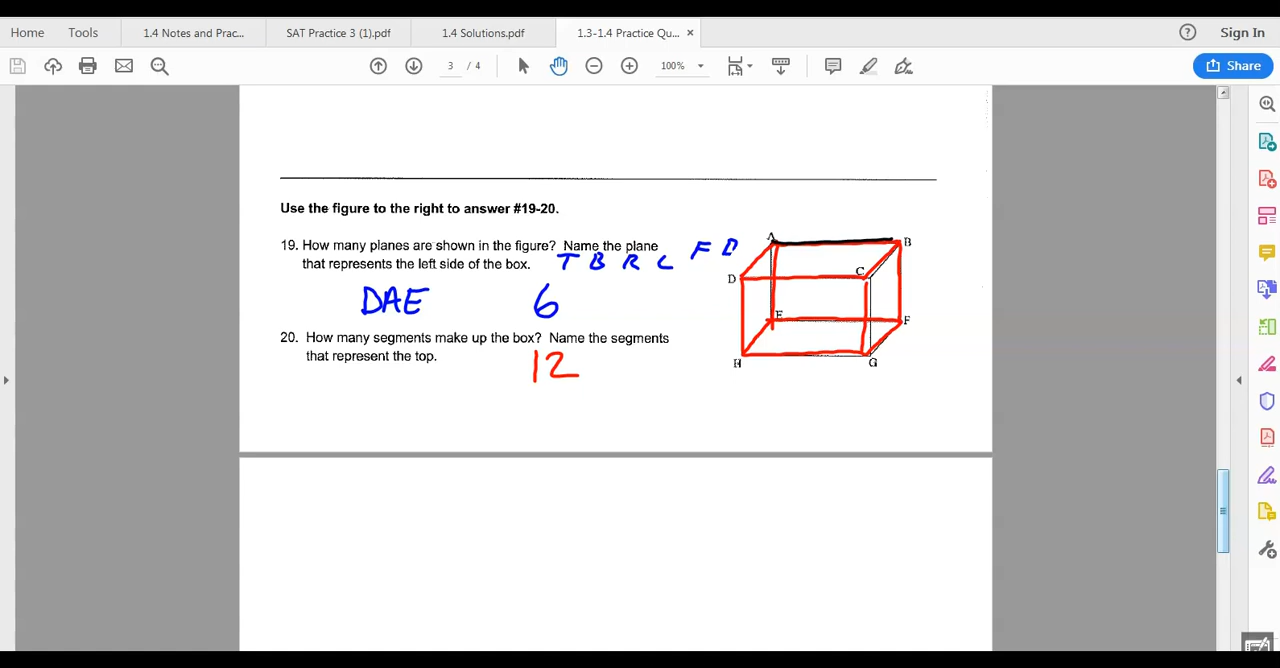 Home Tools 1.4 Notes and Prac... SAT Practice 3 (1).pdf 1.4 Solutions.pdf 1.3-1.4 Practice Qu... × ? Sign In
3 / 4 100% Share
Use the figure to the right to answer #19-20.
19. How many planes are shown in the figure? Name the plane
that represents the left side of the box.
T B R L F B
DAE 6
20. How many segments make up the box? Name the segments
that represent the top.
12
A B
D C
E F
H G